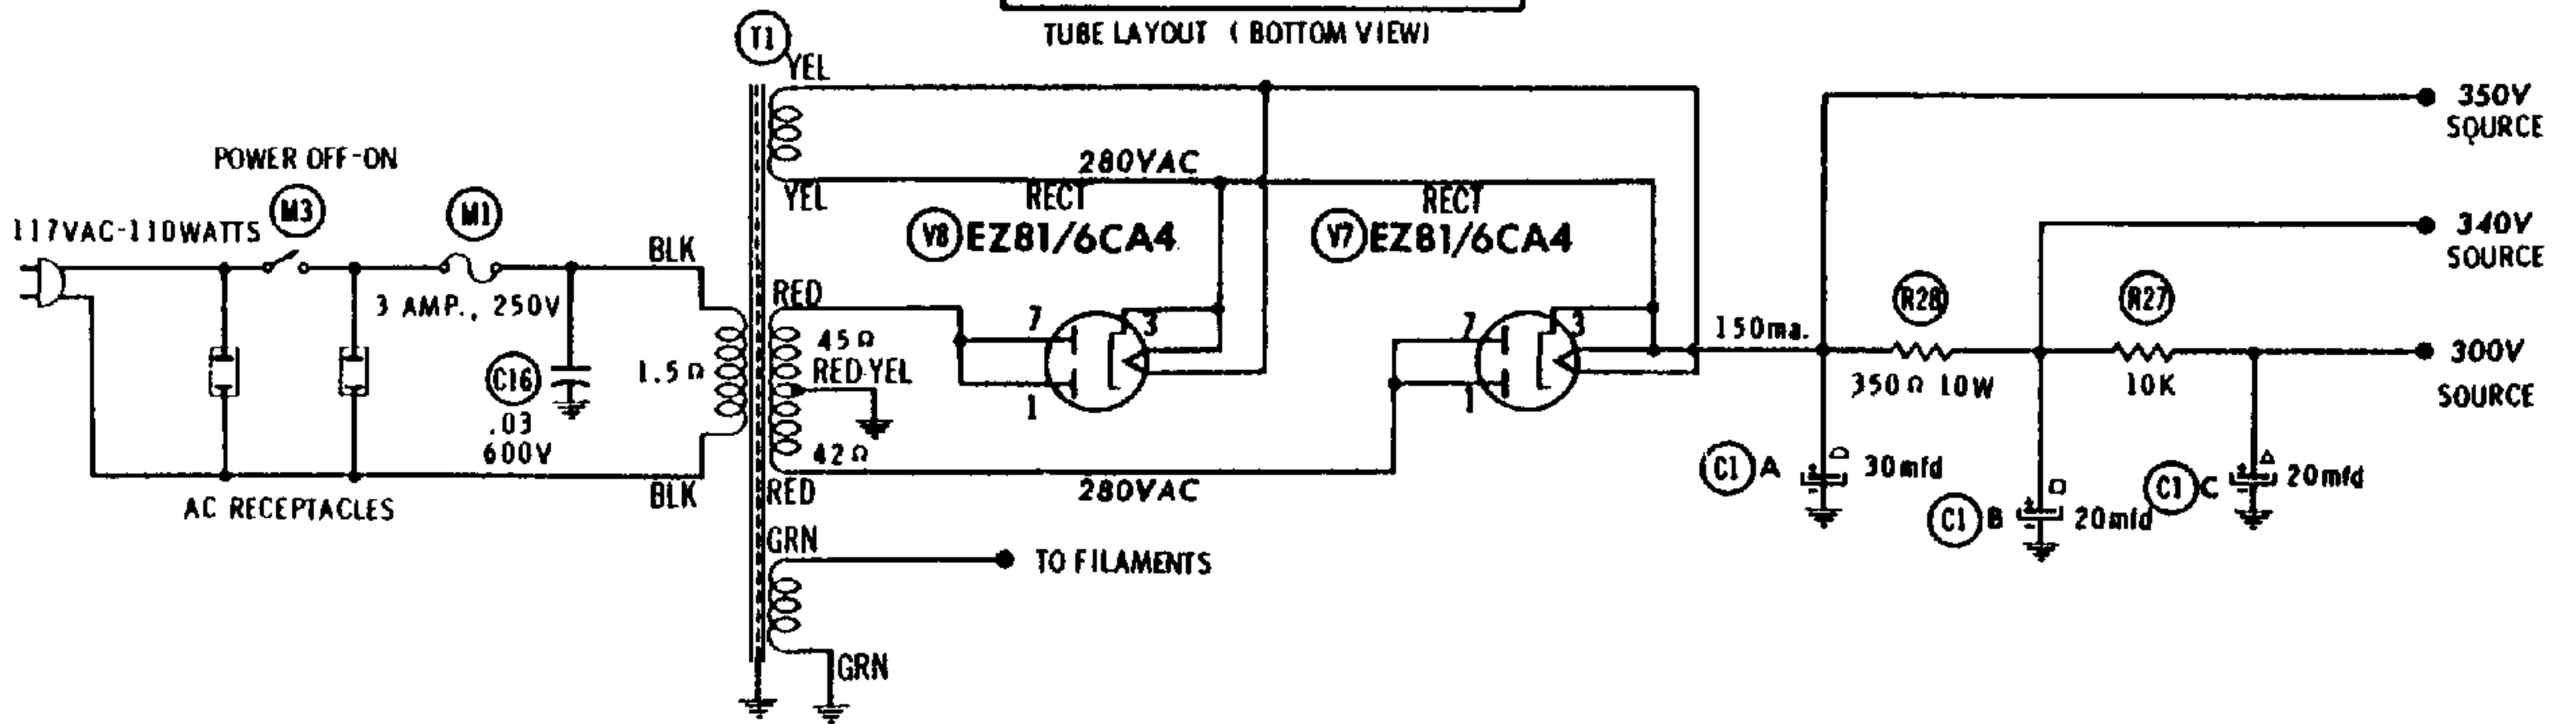 TUBE LAYOUT ( BOTTOM VIEW)
T1
YEL
350V
SOURCE
POWER OFF-ON
280VAC
YEL
RECT
RECT
M3
M1
117VAC-110WATTS
V8 EZ81/6CA4
V7 EZ81/6CA4
340V
SOURCE
BLK
3 AMP., 250V
RED
7
3
7
3
150ma.
R28
R27
1.5Ω
45Ω
RED-YEL
350Ω 10W
10K
300V
SOURCE
C16
.03
600V
1
1
42Ω
C1 A
30mfd
C1 C
20mfd
BLK
RED
280VAC
AC RECEPTACLES
C1 B
20mfd
GRN
TO FILAMENTS
GRN